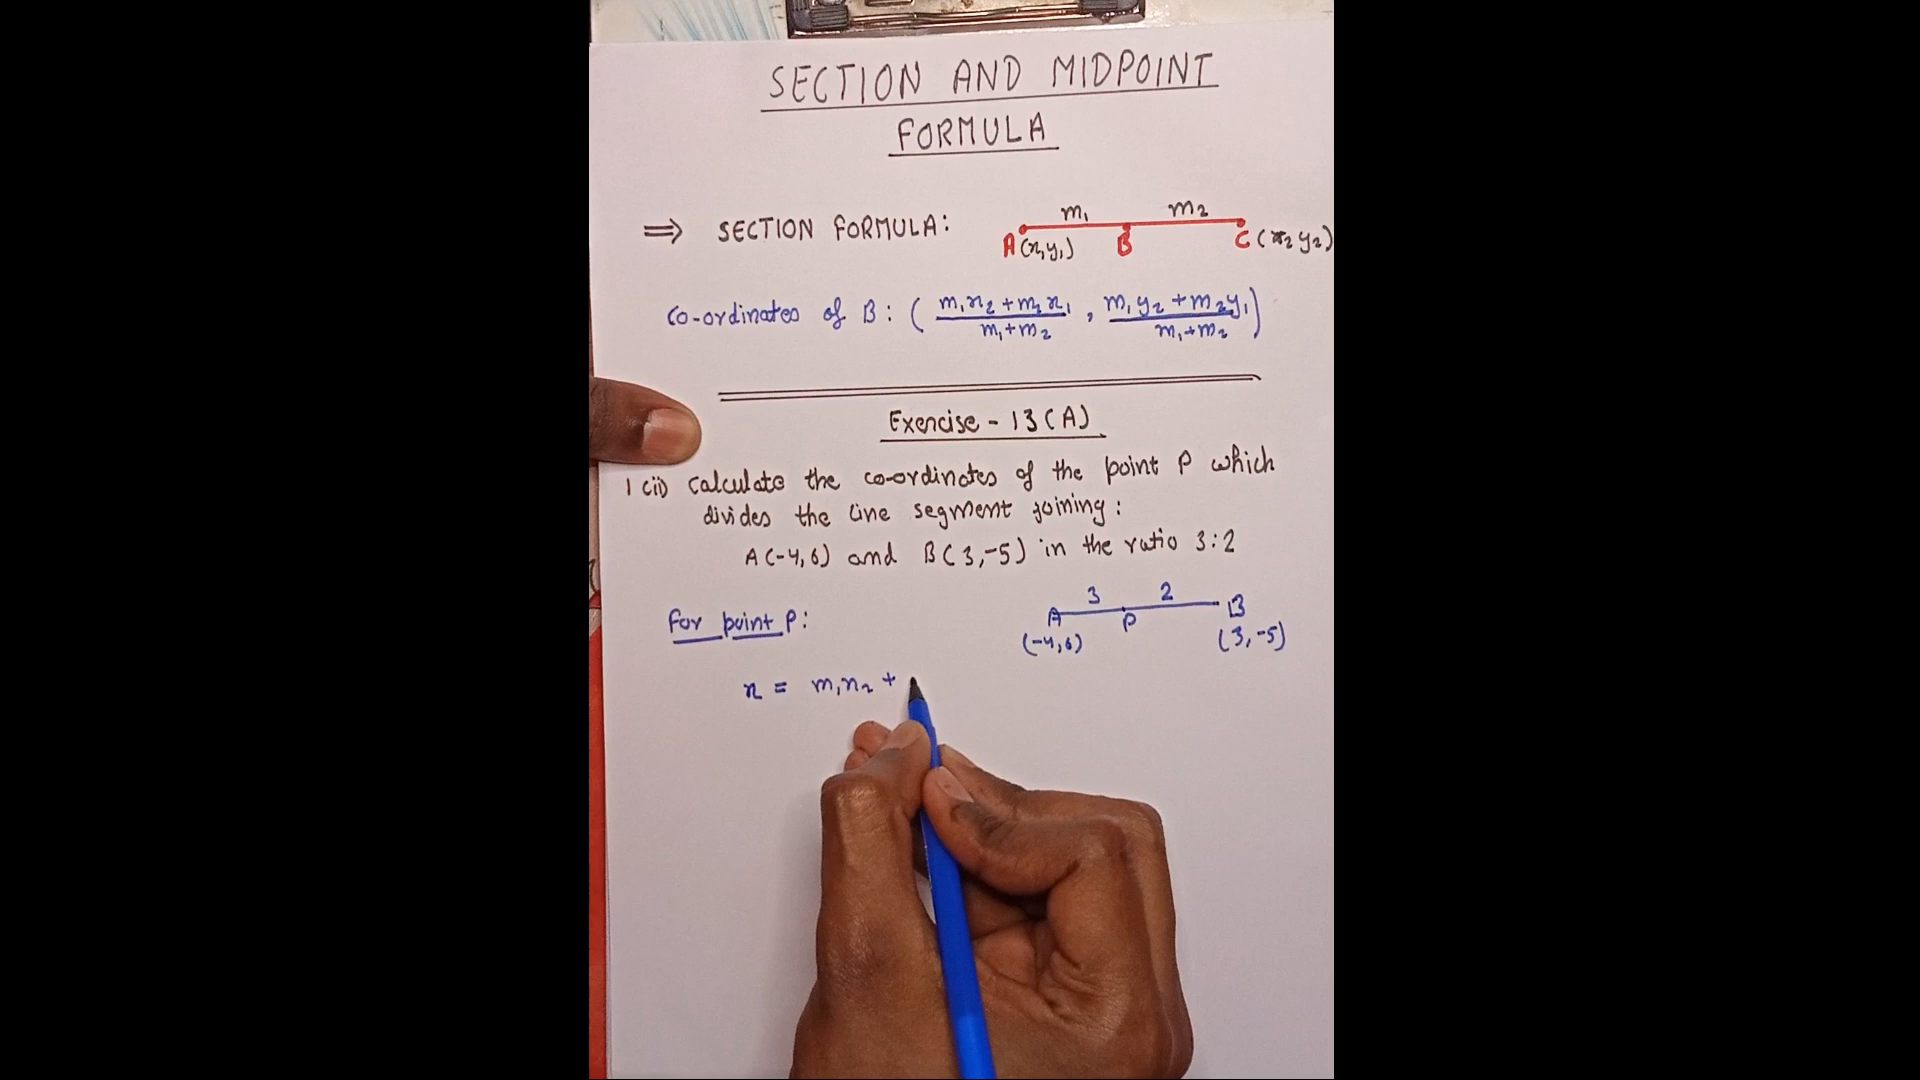 SECTION AND MIDPOINT
FORMULA
⇒ SECTION FORMULA:
m₁ m₂
A(x₁y₁) B C(x₂ y₂)
Co-ordinates of B: ( m₁x₂+m₂x₁ / m₁+m₂ , m₁y₂+m₂y₁ / m₁+m₂ )
Exercise - 13(A)
1 (ii) Calculate the co-ordinates of the point P which
divides the line segment joining:
A(-4,6) and B(3,-5) in the ratio 3:2
For point P:
3 2
A P B
(-4,6) (3,-5)
x = m₁x₂ +